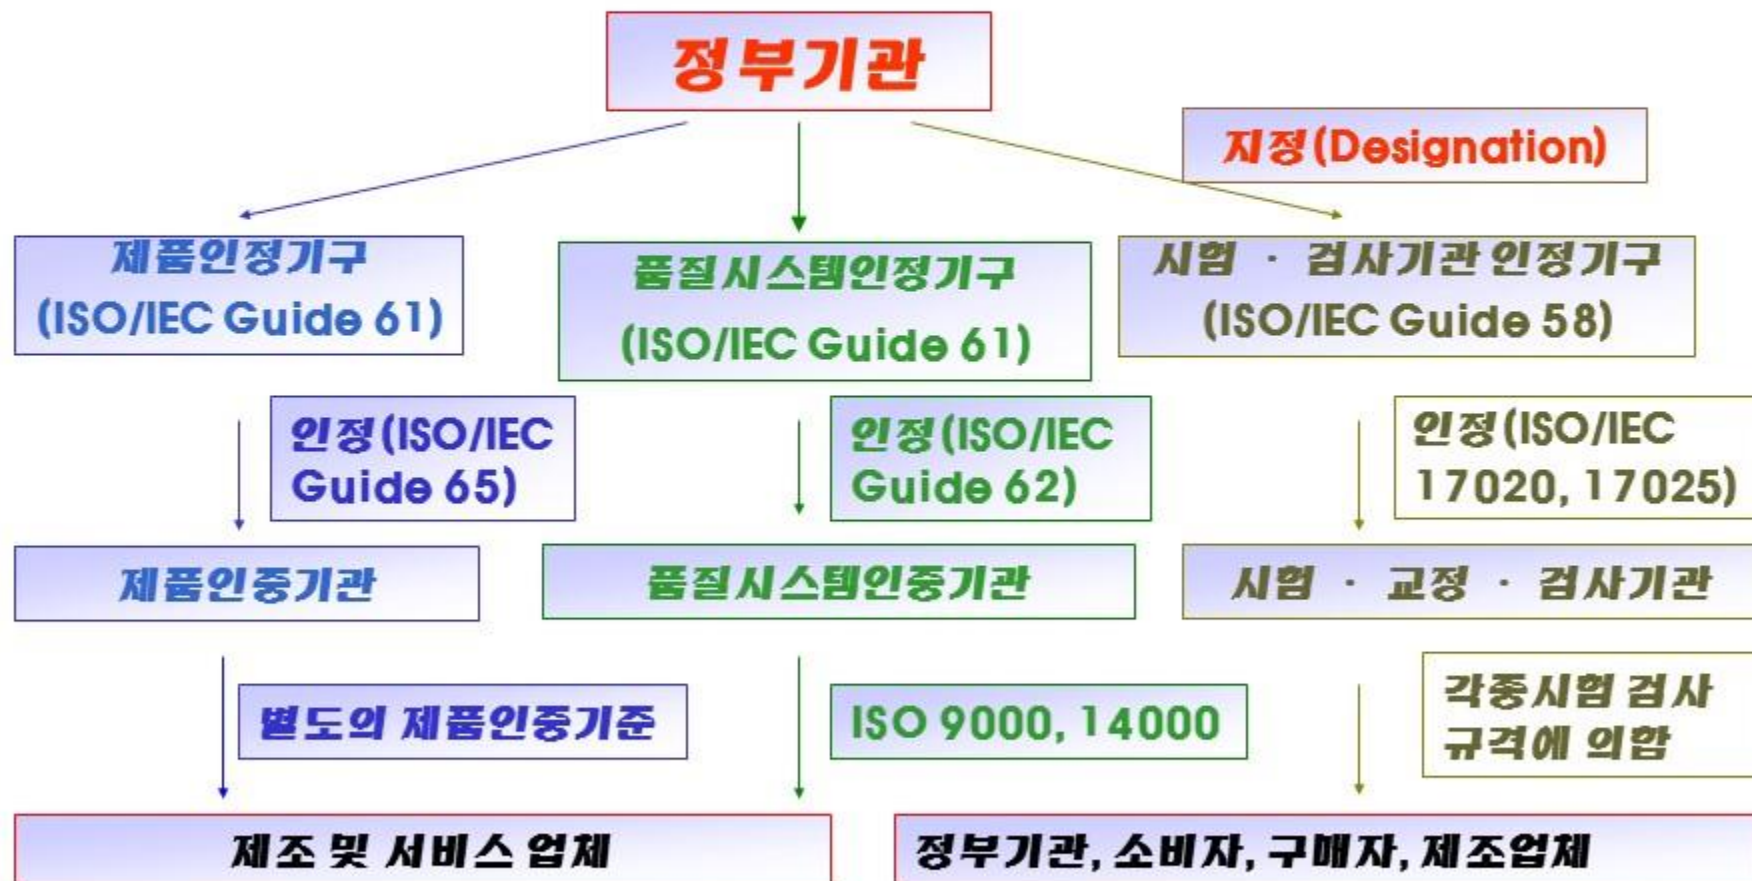 정부기관
지정(Designation)
제품인정기구
(ISO/IEC Guide 61)
품질시스템인정기구
(ISO/IEC Guide 61)
시험 · 검사기관 인정기구
(ISO/IEC Guide 58)
인정(ISO/IEC
Guide 65)
인정(ISO/IEC
Guide 62)
인정(ISO/IEC
17020, 17025)
제품인증기관
품질시스템인증기관
시험 · 교정 · 검사기관
별도의 제품인증기준
ISO 9000, 14000
각종시험 검사
규격에 의함
제조 및 서비스 업체
정부기관, 소비자, 구매자, 제조업체